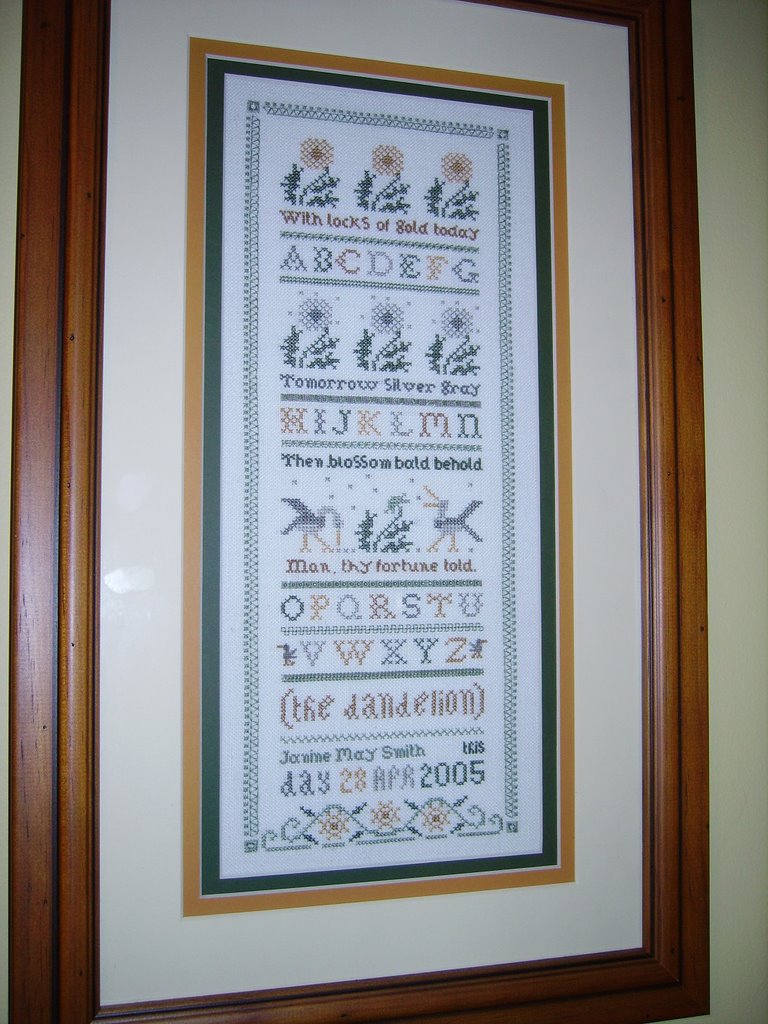 With locks of gold today
ABCDEFG
Tomorrow Silver Gray
HIJKLMN
Then blossom bald behold
Man, thy fortune told.
OPQRSTU
VWXYZ
(the dandelion)
Janine May Smith this
day 28 APR 2005